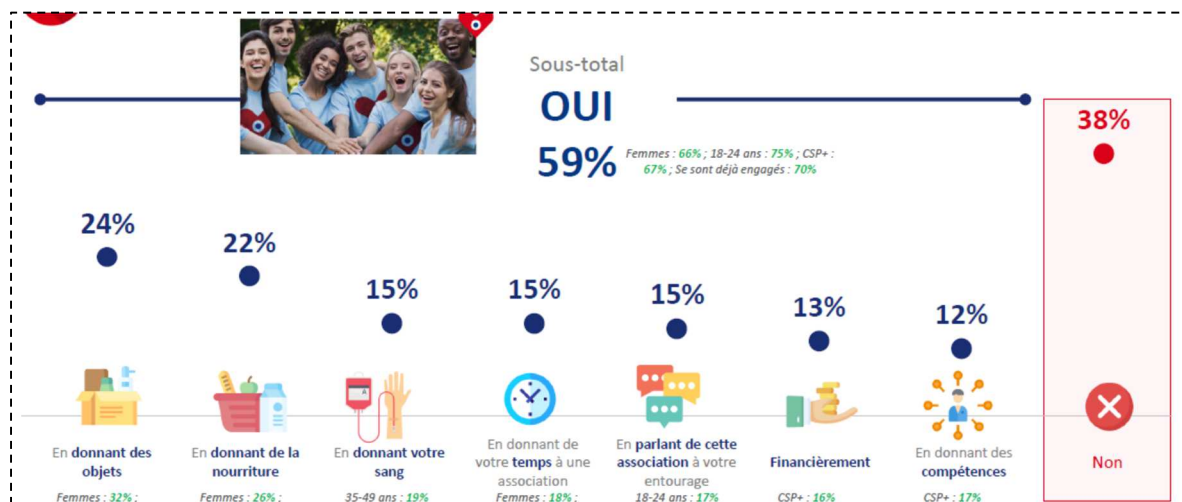 Sous-total
OUI
59%
Femmes : 66% ; 18-24 ans : 75% ; CSP+ :
67% ; Se sont déjà engagés : 70%
38%
24%
22%
15%
15%
15%
13%
12%
En donnant des
objets
En donnant de la
nourriture
En donnant votre
sang
En donnant de
votre temps à une
association
En parlant de cette
association à votre
entourage
Financièrement
En donnant des
compétences
Non
Femmes : 32% ;
Femmes : 26% ;
35-49 ans : 19%
Femmes : 18% ;
18-24 ans : 17%
CSP+ : 16%
CSP+ : 17%